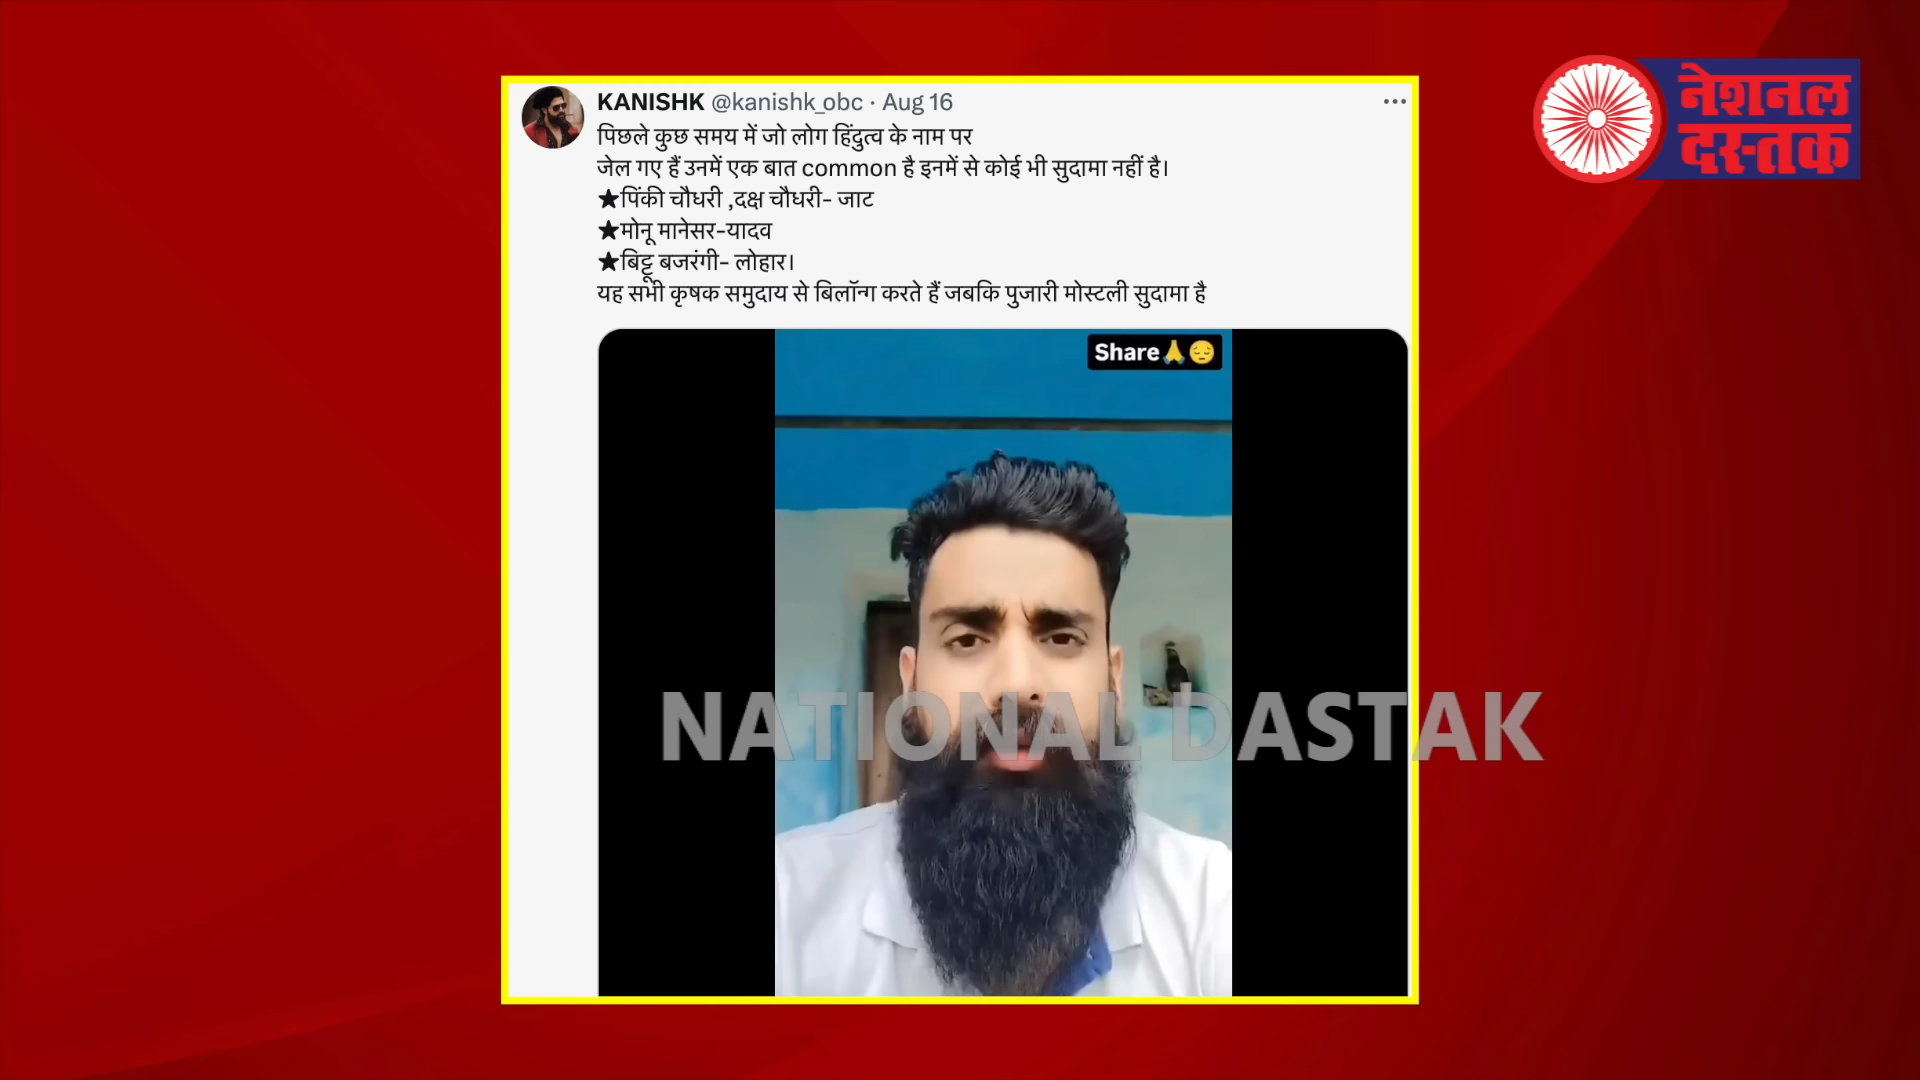 KANISHK @kanishk_obc · Aug 16
पिछले कुछ समय में जो लोग हिंदुत्व के नाम पर
जेल गए हैं उनमें एक बात common है इनमें से कोई भी सुदामा नहीं है।
★पिंकी चौधरी ,दक्ष चौधरी- जाट
★मोनू मानेसर-यादव
★बिट्टू बजरंगी- लोहार।
यह सभी कृषक समुदाय से बिलॉन्ग करते हैं जबकि पुजारी मोस्टली सुदामा है
Share🙏😔
NATIONAL DASTAK
नेशनल
दस्तक